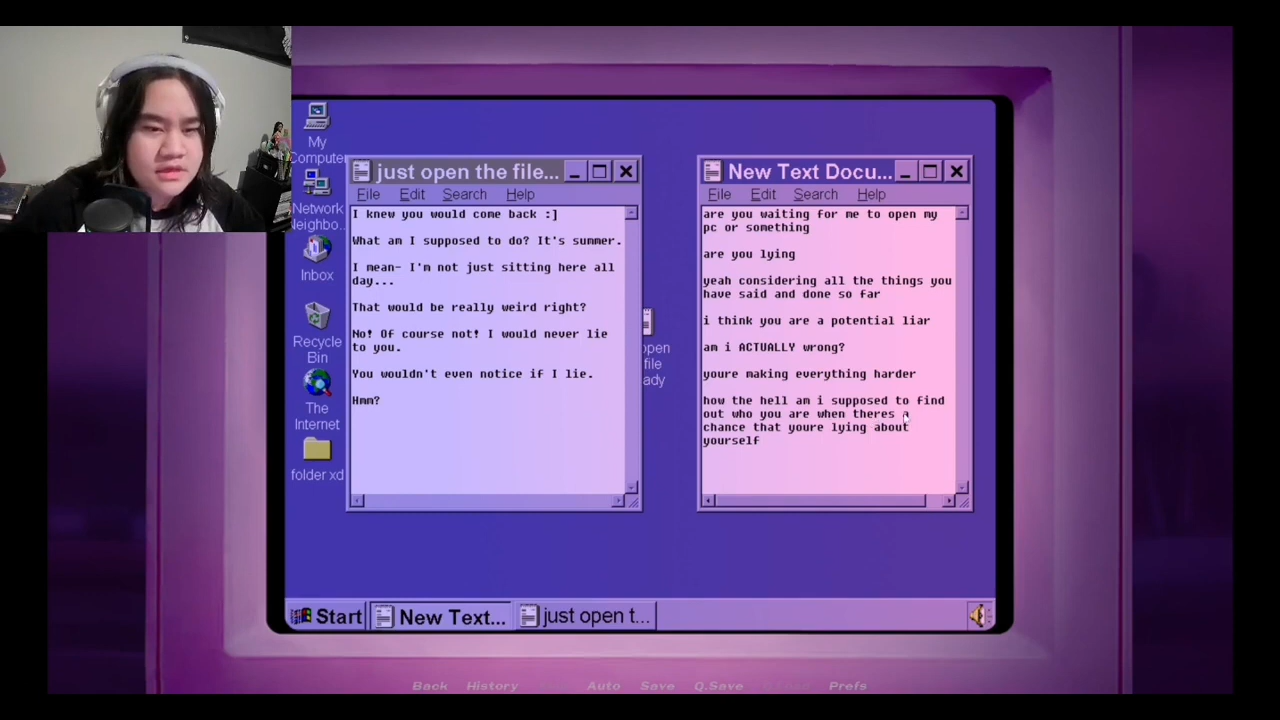 My
Computer
Network
Neighbo...
Inbox
Recycle
Bin
The
Internet
folder xd
just open the file...
File Edit Search Help
I knew you would come back :]
What am I supposed to do? It's summer.
I mean- I'm not just sitting here all
day...
That would be really weird right?
No! Of course not! I would never lie
to you.
You wouldn't even notice if I lie.
Hmm?
open
file
ady
New Text Docu...
File Edit Search Help
are you waiting for me to open my
pc or something
are you lying
yeah considering all the things you
have said and done so far
i think you are a potential liar
am i ACTUALLY wrong?
youre making everything harder
how the hell am i supposed to find
out who you are when theres a
chance that youre lying about
yourself
Start New Text... just open t...
Back History Auto Save Q.Save Prefs